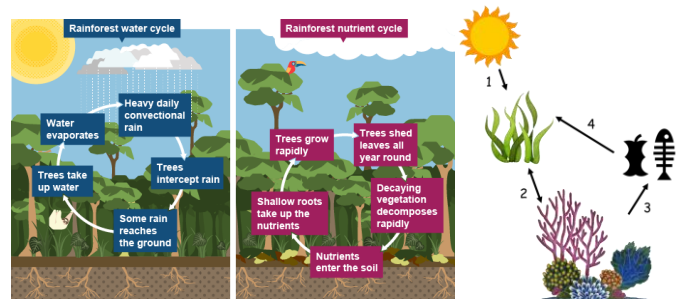 Rainforest water cycle
Heavy daily
convectional
rain
Trees
intercept rain
Some rain
reaches
the ground
Trees take
up water
Water
evaporates
Rainforest nutrient cycle
Trees grow
rapidly
Trees shed
leaves all
year round
Decaying
vegetation
decomposes
rapidly
Nutrients
enter the soil
Shallow roots
take up the
nutrients
1
2
3
4